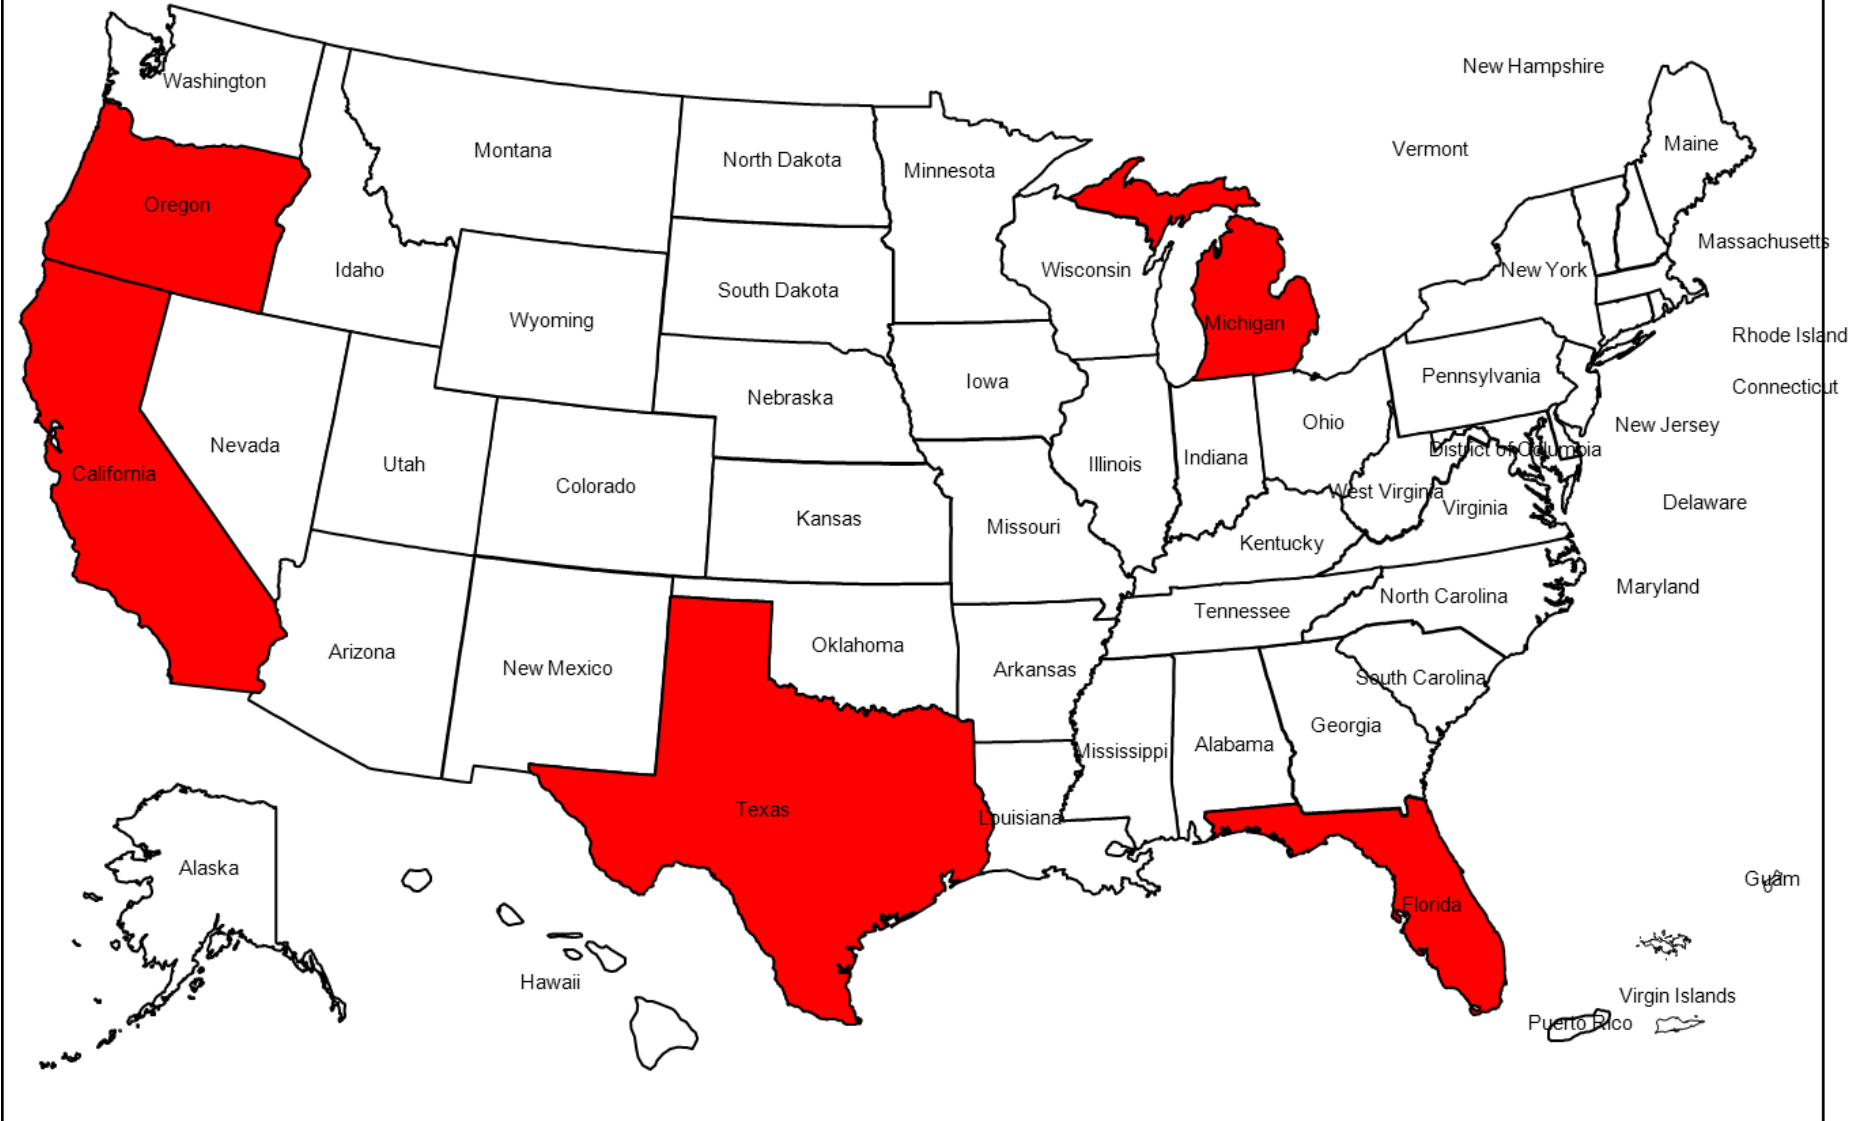 New Hampshire
Washington
Maine
Vermont
Montana
North Dakota
Minnesota
Oregon
Massachusetts
Idaho
Wisconsin
New York
South Dakota
Wyoming
Michigan
Rhode Island
Pennsylvania
Iowa
Connecticut
Nebraska
Ohio
New Jersey
Nevada
District of Columbia
Indiana
Utah
Illinois
California
Colorado
West Virginia
Delaware
Virginia
Kansas
Missouri
Kentucky
Maryland
North Carolina
Tennessee
Oklahoma
Arizona
New Mexico
Arkansas
South Carolina
Georgia
Alabama
Mississippi
Texas
Louisiana
Alaska
Guam
Florida
Hawaii
Virgin Islands
Puerto Rico